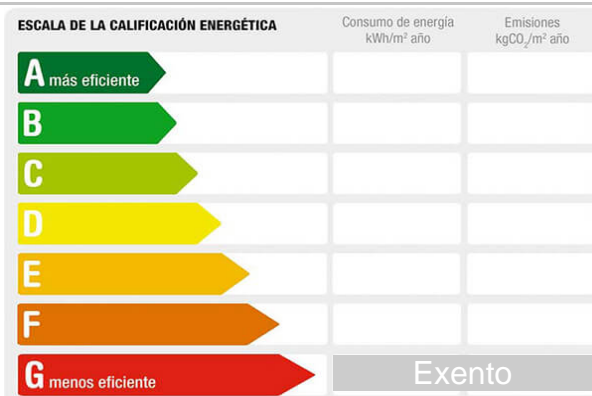 ESCALA DE LA CALIFICACIÓN ENERGÉTICA
Consumo de energía
kWh/m² año
Emisiones
kgCO₂/m² año
A más eficiente
B
C
D
E
F
G menos eficiente
Exento